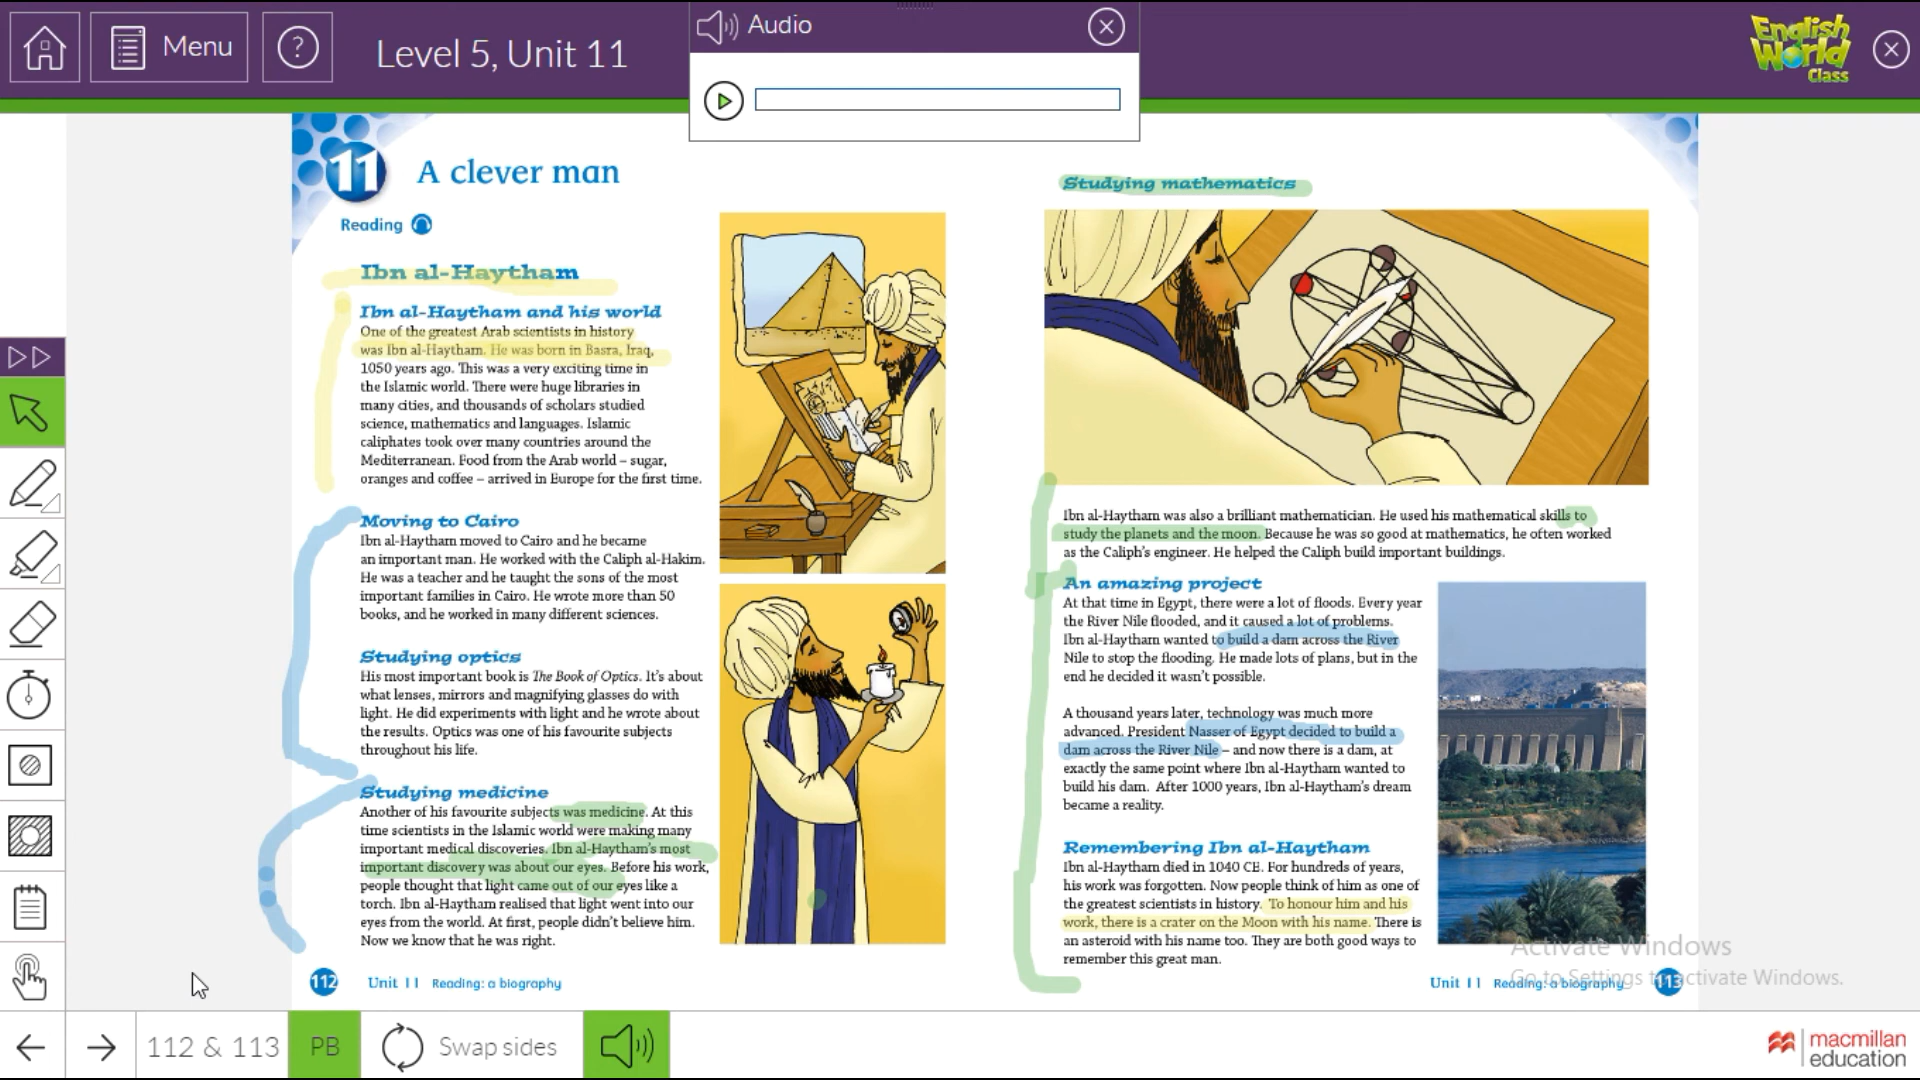 Menu
?
Level 5, Unit 11
Audio
English
World
Class
11
A clever man
Reading
Ibn al-Haytham
Ibn al-Haytham and his world
One of the greatest Arab scientists in history
was Ibn al-Haytham. He was born in Basra, Iraq,
1050 years ago. This was a very exciting time in
the Islamic world. There were huge libraries in
many cities, and thousands of scholars studied
science, mathematics and languages. Islamic
caliphates took over many countries around the
Mediterranean. Food from the Arab world – sugar,
oranges and coffee – arrived in Europe for the first time.
Moving to Cairo
Ibn al-Haytham moved to Cairo and he became
an important man. He worked with the Caliph al-Hakim.
He was a teacher and he taught the sons of the most
important families in Cairo. He wrote more than 50
books, and he worked in many different sciences.
Studying optics
His most important book is The Book of Optics. It's about
what lenses, mirrors and magnifying glasses do with
light. He did experiments with light and he wrote about
the results. Optics was one of his favourite subjects
throughout his life.
Studying medicine
Another of his favourite subjects was medicine. At this
time scientists in the Islamic world were making many
important medical discoveries. Ibn al-Haytham's most
important discovery was about our eyes. Before his work,
people thought that light came out of our eyes like a
torch. Ibn al-Haytham realised that light went into our
eyes from the world. At first, people didn't believe him.
Now we know that he was right.
112 Unit 11 Reading: a biography
Studying mathematics
Ibn al-Haytham was also a brilliant mathematician. He used his mathematical skills to
study the planets and the moon. Because he was so good at mathematics, he often worked
as the Caliph's engineer. He helped the Caliph build important buildings.
An amazing project
At that time in Egypt, there were a lot of floods. Every year
the River Nile flooded, and it caused a lot of problems.
Ibn al-Haytham wanted to build a dam across the River
Nile to stop the flooding. He made lots of plans, but in the
end he decided it wasn't possible.
A thousand years later, technology was much more
advanced. President Nasser of Egypt decided to build a
dam across the River Nile – and now there is a dam, at
exactly the same point where Ibn al-Haytham wanted to
build his dam. After 1000 years, Ibn al-Haytham's dream
became a reality.
Remembering Ibn al-Haytham
Ibn al-Haytham died in 1040 CE. For hundreds of years,
his work was forgotten. Now people think of him as one of
the greatest scientists in history. To honour him and his
work, there is a crater on the Moon with his name. There is
an asteroid with his name too. They are both good ways to
remember this great man.
Unit 11 Reading: a biography 113
Activate Windows
Go to Settings to activate Windows.
112 & 113
PB
Swap sides
macmillan
education